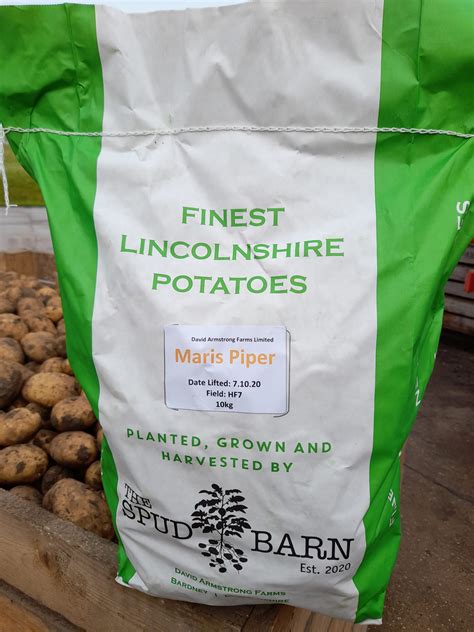 FINEST
LINCOLNSHIRE
POTATOES
David Armstrong Farms Limited
Maris Piper
Date Lifted: 7.10.20
Field: HF7
10kg
PLANTED, GROWN AND
HARVESTED BY
THE
SPUD BARN
Est. 2020
DAVID ARMSTRONG FARMS
BARDNEY |